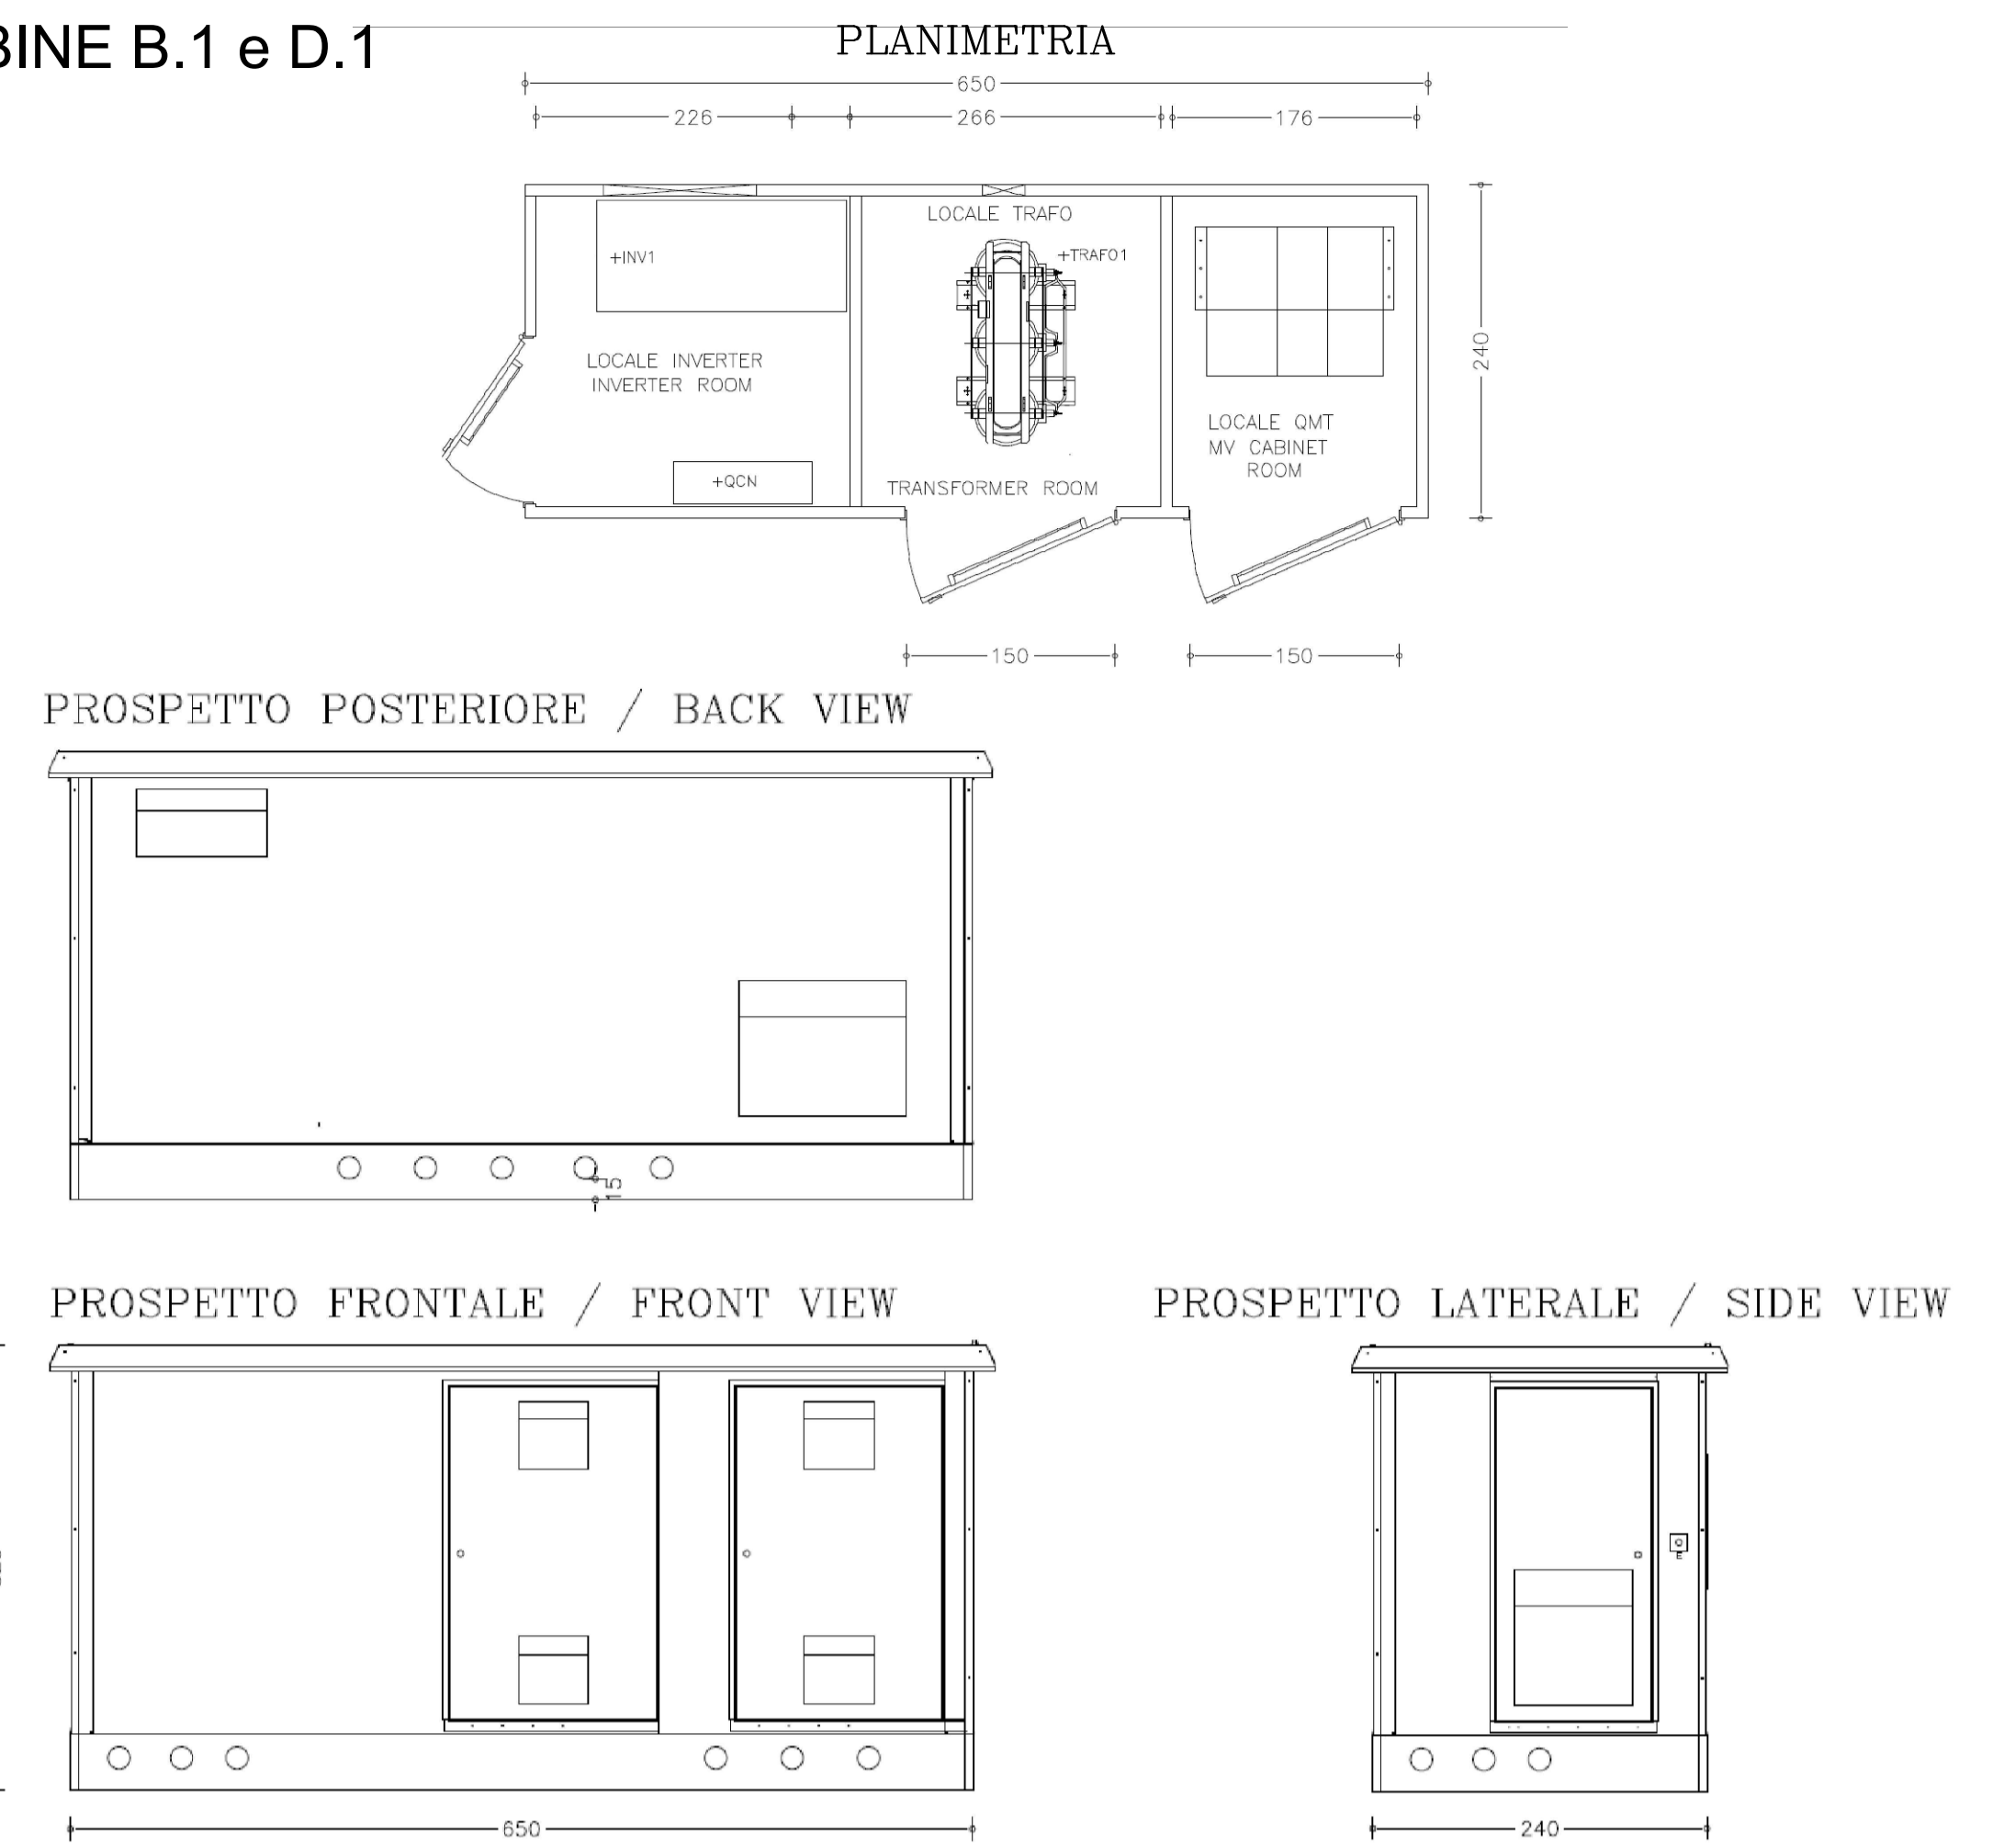 BINE B.1 e D.1
PLANIMETRIA
650
226
266
176
LOCALE TRAFO
+INV1
+TRAFO1
240
LOCALE INVERTER
INVERTER ROOM
LOCALE QMT
MV CABINET
ROOM
+QCN
TRANSFORMER ROOM
150
150
PROSPETTO POSTERIORE / BACK VIEW
15
PROSPETTO FRONTALE / FRONT VIEW
PROSPETTO LATERALE / SIDE VIEW
650
240